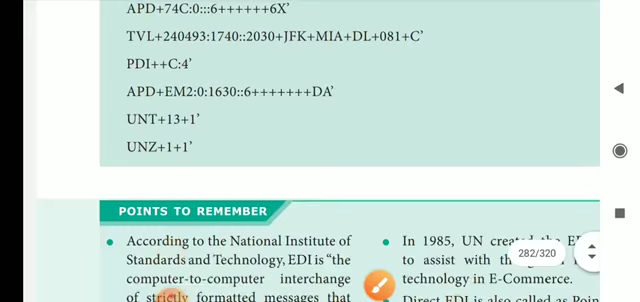 APD+74C:0:::6++++++6X’
TVL+240493:1740::2030+JFK+MIA+DL+081+C’
PDI++C:4’
APD+EM2:0:1630::6+++++++DA’
UNT+13+1’
UNZ+1+1’
POINTS TO REMEMBER
• According to the National Institute of
Standards and Technology, EDI is “the
computer-to-computer interchange
of strictly formatted messages that
• In 1985, UN created the
to assist with the
technology in E-Commerce.
Direct EDI is also called as
282/320